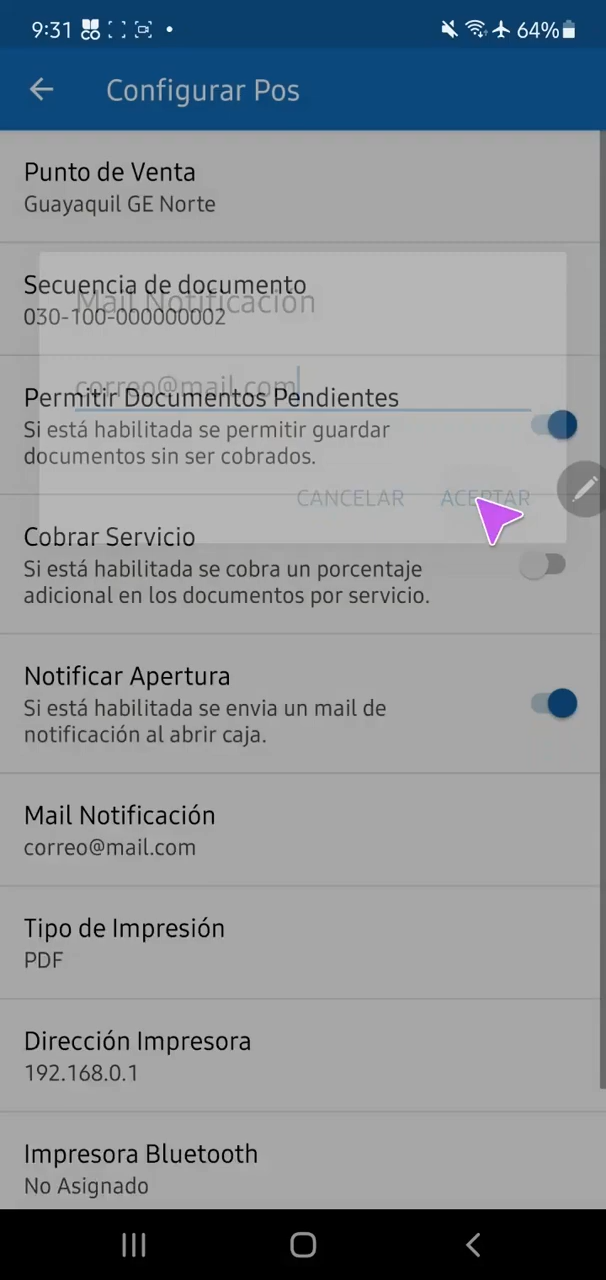 9:31
64%
Configurar Pos
Punto de Venta
Guayaquil GE Norte
Secuencia de documento
030-100-000000002
Mail Notificación
correo@mail.com
Permitir Documentos Pendientes
Si está habilitada se permitir guardar
documentos sin ser cobrados.
CANCELAR
ACEPTAR
Cobrar Servicio
Si está habilitada se cobra un porcentaje
adicional en los documentos por servicio.
Notificar Apertura
Si está habilitada se envia un mail de
notificación al abrir caja.
Mail Notificación
correo@mail.com
Tipo de Impresión
PDF
Dirección Impresora
192.168.0.1
Impresora Bluetooth
No Asignado